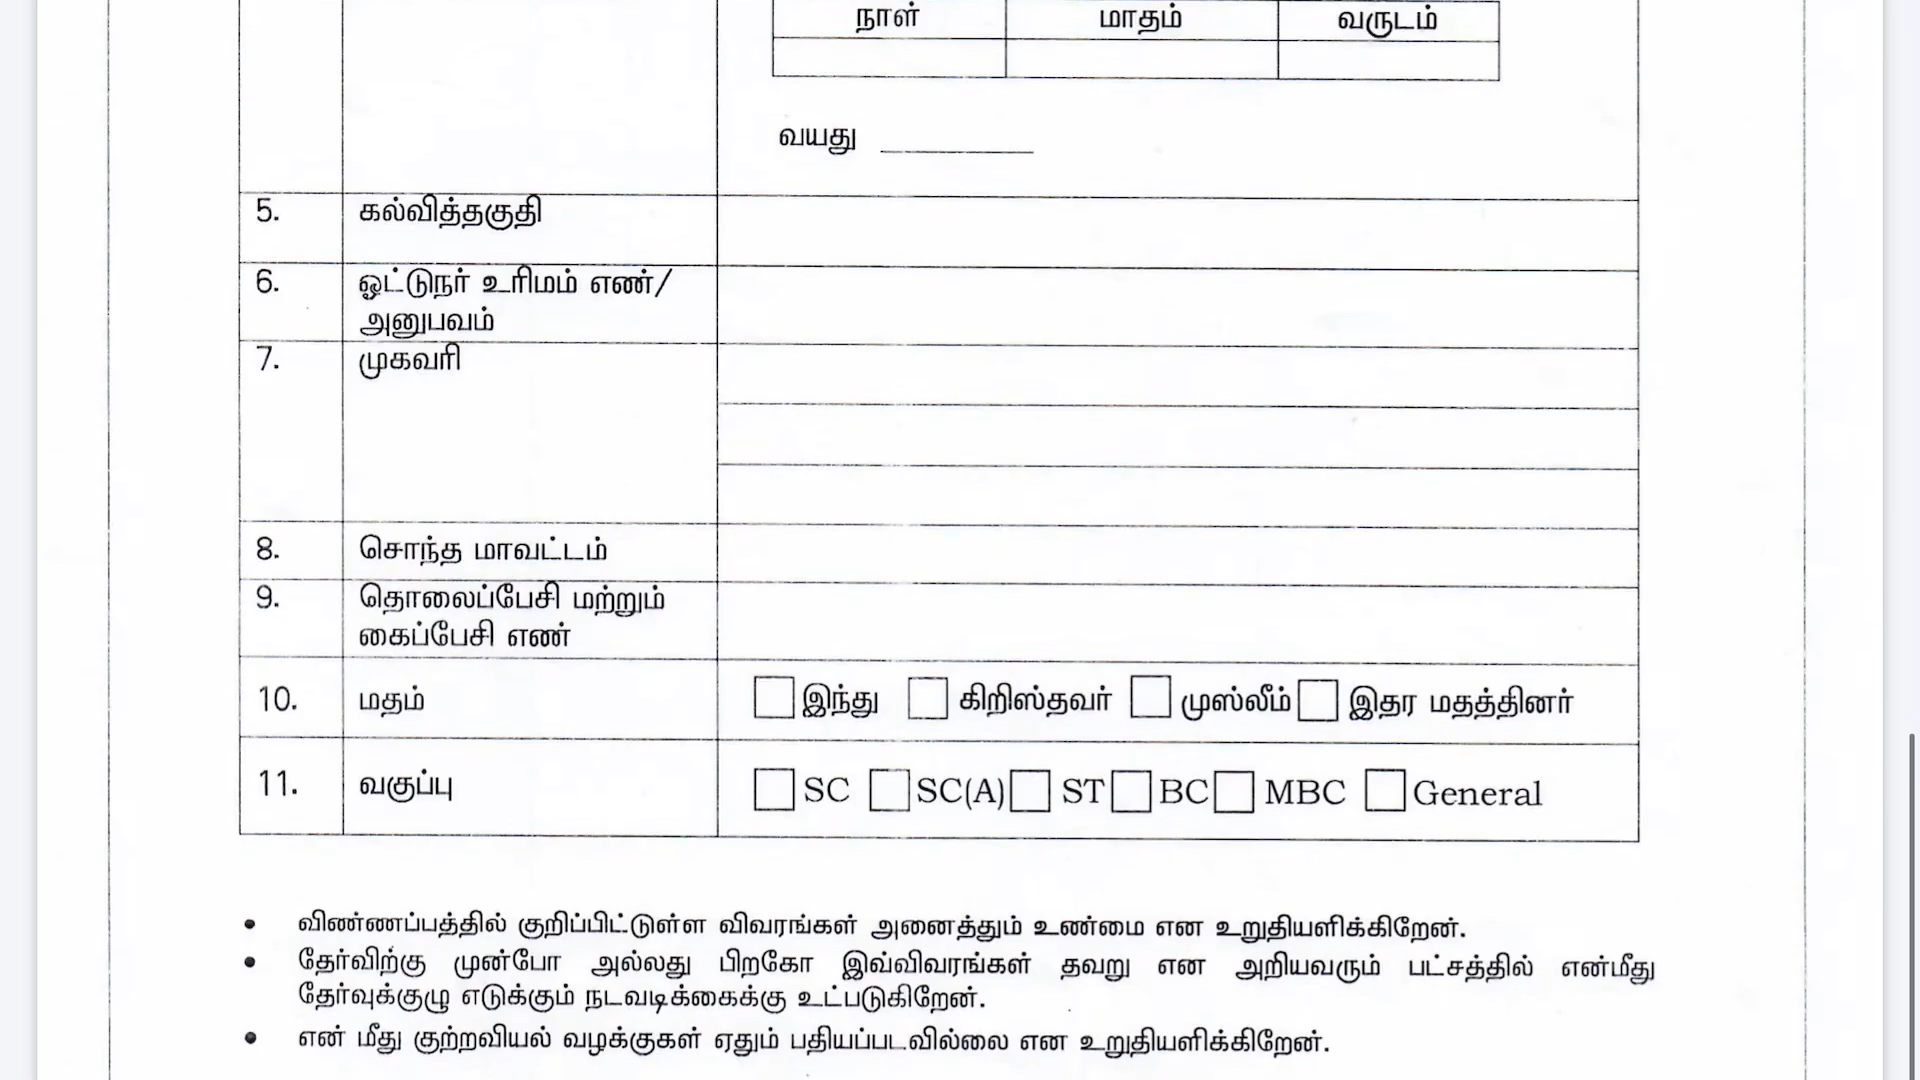 நாள் மாதம் வருடம்
வயது
5. கல்வித்தகுதி
6. ஓட்டுநர் உரிமம் எண்/
அனுபவம்
7. முகவரி
8. சொந்த மாவட்டம்
9. தொலைப்பேசி மற்றும்
கைப்பேசி எண்
10. மதம் இந்து கிறிஸ்தவர் முஸ்லீம் இதர மதத்தினர்
11. வகுப்பு SC SC(A) ST BC MBC General
• விண்ணப்பத்தில் குறிப்பிட்டுள்ள விவரங்கள் அனைத்தும் உண்மை என உறுதியளிக்கிறேன்.
• தேர்விற்கு முன்போ அல்லது பிறகோ இவ்விவரங்கள் தவறு என அறியவரும் பட்சத்தில் என்மீது
தேர்வுக்குழு எடுக்கும் நடவடிக்கைக்கு உட்படுகிறேன்.
• என் மீது குற்றவியல் வழக்குகள் ஏதும் பதியப்படவில்லை என உறுதியளிக்கிறேன்.